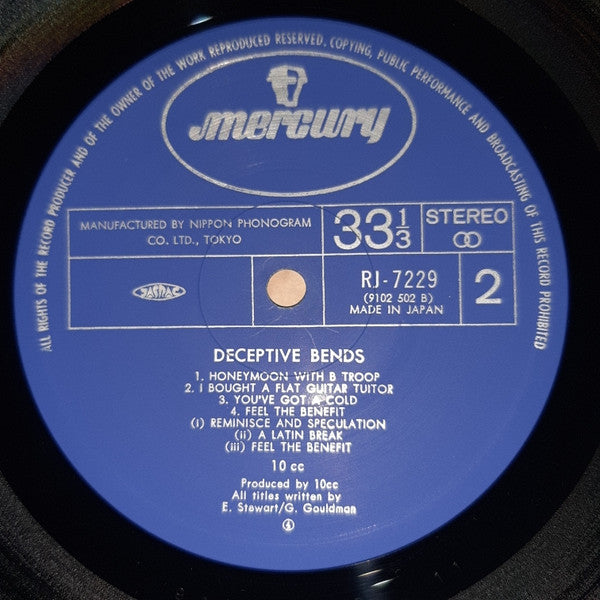 ALL RIGHTS OF THE RECORD PRODUCER AND OF THE OWNER OF THE WORK REPRODUCED RESERVED. COPYING, PUBLIC PERFORMANCE AND BROADCASTING OF THIS RECORD PROHIBITED
mercury
MANUFACTURED BY NIPPON PHONOGRAM
CO. LTD., TOKYO
33 1/3
STEREO
JASRAC
RJ-7229
(9102 502 B)
MADE IN JAPAN
2
DECEPTIVE BENDS
1. HONEYMOON WITH B TROOP
2. I BOUGHT A FLAT GUITAR TUITOR
3. YOU'VE GOT A COLD
4. FEEL THE BENEFIT
(i) REMINISCE AND SPECULATION
(ii) A LATIN BREAK
(iii) FEEL THE BENEFIT
10 cc
Produced by 10cc
All titles written by
E. Stewart/G. Gouldman